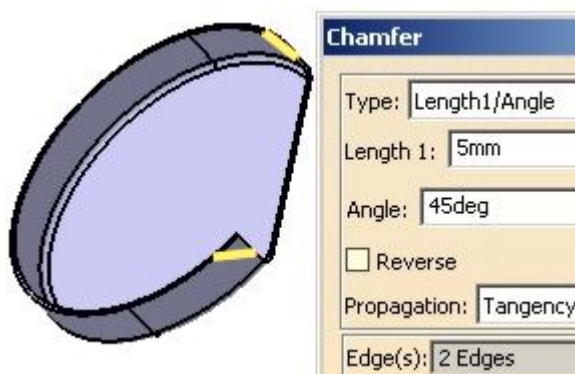 Chamfer
Type: Length1/Angle
Length 1: 5mm
Angle: 45deg
Reverse
Propagation: Tangency
Edge(s): 2 Edges